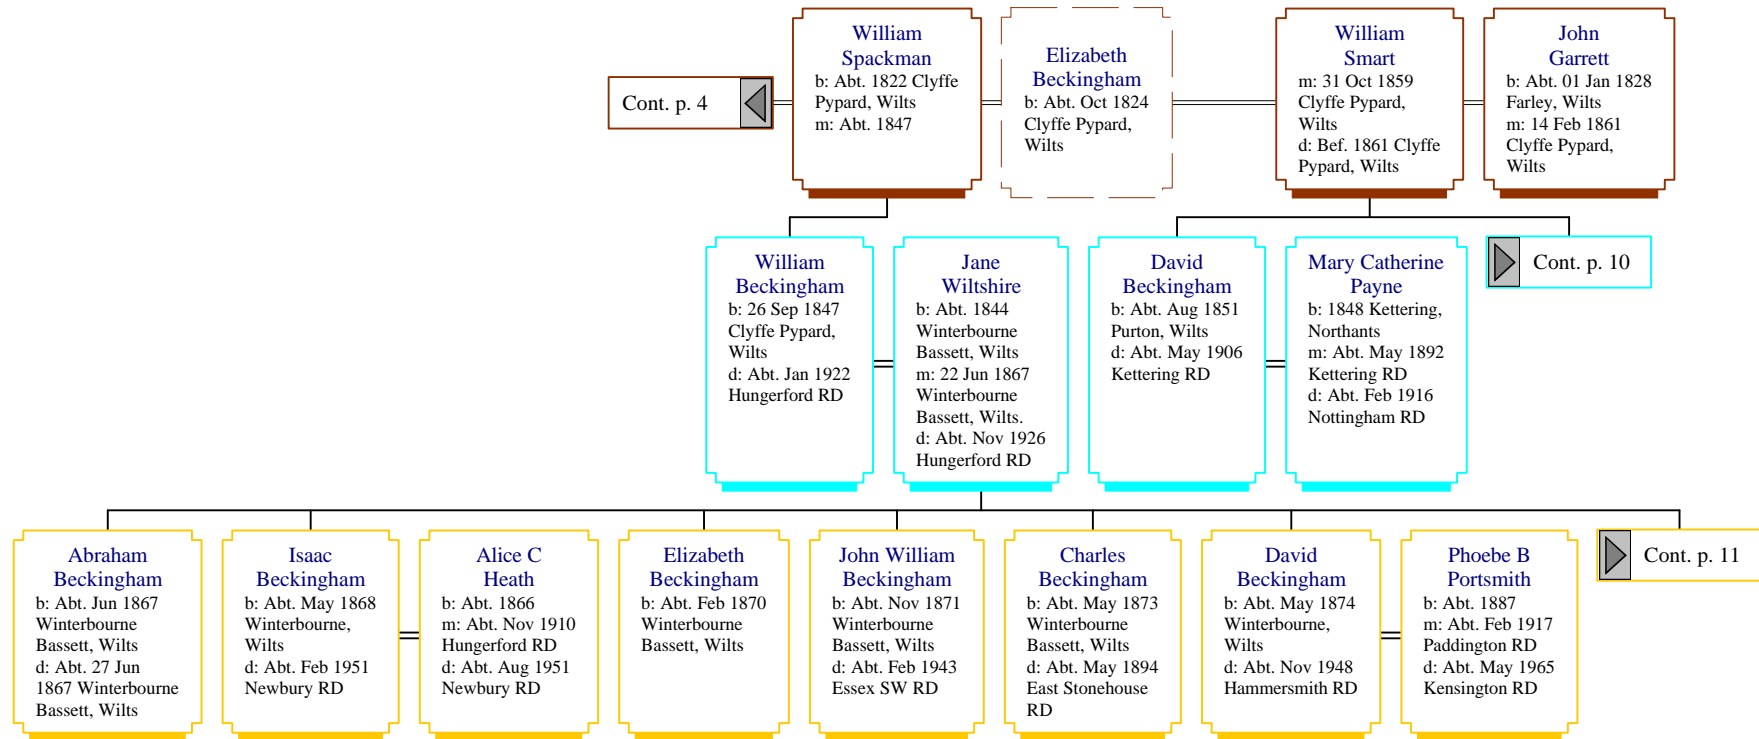 Cont. p. 4
William
Spackman
b: Abt. 1822 Clyffe
Pypard, Wilts
m: Abt. 1847
Elizabeth
Beckingham
b: Abt. Oct 1824
Clyffe Pypard,
Wilts
William
Smart
m: 31 Oct 1859
Clyffe Pypard,
Wilts
d: Bef. 1861 Clyffe
Pypard, Wilts
John
Garrett
b: Abt. 01 Jan 1828
Farley, Wilts
m: 14 Feb 1861
Clyffe Pypard,
Wilts
William
Beckingham
b: 26 Sep 1847
Clyffe Pypard,
Wilts
d: Abt. Jan 1922
Hungerford RD
Jane
Wiltshire
b: Abt. 1844
Winterbourne
Bassett, Wilts
m: 22 Jun 1867
Winterbourne
Bassett, Wilts.
d: Abt. Nov 1926
Hungerford RD
David
Beckingham
b: Abt. Aug 1851
Purton, Wilts
d: Abt. May 1906
Kettering RD
Mary Catherine
Payne
b: 1848 Kettering,
Northants
m: Abt. May 1892
Kettering RD
d: Abt. Feb 1916
Nottingham RD
Cont. p. 10
Abraham
Beckingham
b: Abt. Jun 1867
Winterbourne
Bassett, Wilts
d: Abt. 27 Jun
1867 Winterbourne
Bassett, Wilts
Isaac
Beckingham
b: Abt. May 1868
Winterbourne,
Wilts
d: Abt. Feb 1951
Newbury RD
Alice C
Heath
b: Abt. 1866
m: Abt. Nov 1910
Hungerford RD
d: Abt. Aug 1951
Newbury RD
Elizabeth
Beckingham
b: Abt. Feb 1870
Winterbourne
Bassett, Wilts
John William
Beckingham
b: Abt. Nov 1871
Winterbourne
Bassett, Wilts
d: Abt. Feb 1943
Essex SW RD
Charles
Beckingham
b: Abt. May 1873
Winterbourne
Bassett, Wilts
d: Abt. May 1894
East Stonehouse
RD
David
Beckingham
b: Abt. May 1874
Winterbourne,
Wilts
d: Abt. Nov 1948
Hammersmith RD
Phoebe B
Portsmith
b: Abt. 1887
m: Abt. Feb 1917
Paddington RD
d: Abt. May 1965
Kensington RD
Cont. p. 11